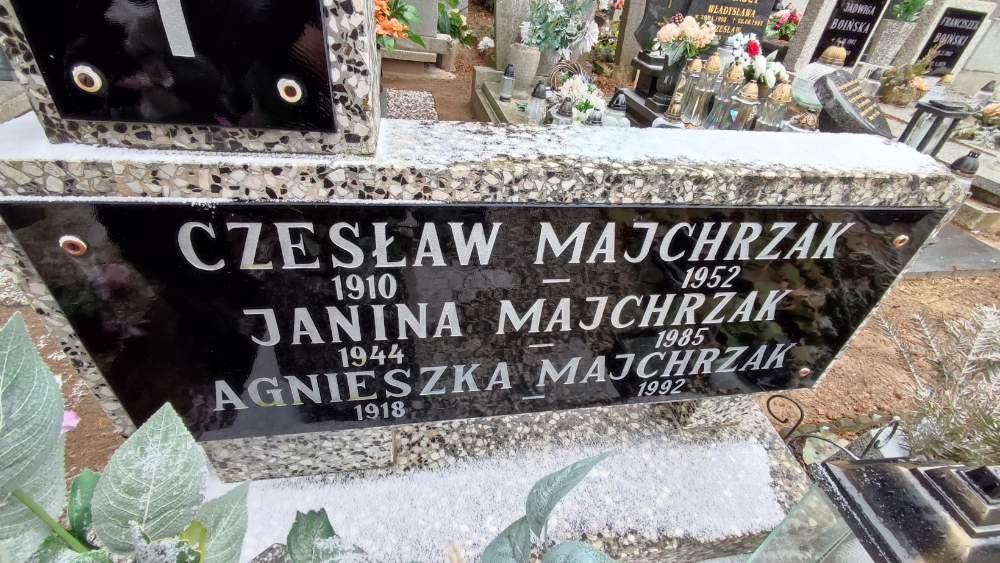 WŁADYSŁAWA
JADWIGA
BOIŃSKA
FRANCISZEK
BOIŃSKI
CZESŁAW MAJCHRZAK
1910 – 1952
JANINA MAJCHRZAK
1944 – 1985
AGNIESZKA MAJCHRZAK
1918 – 1992